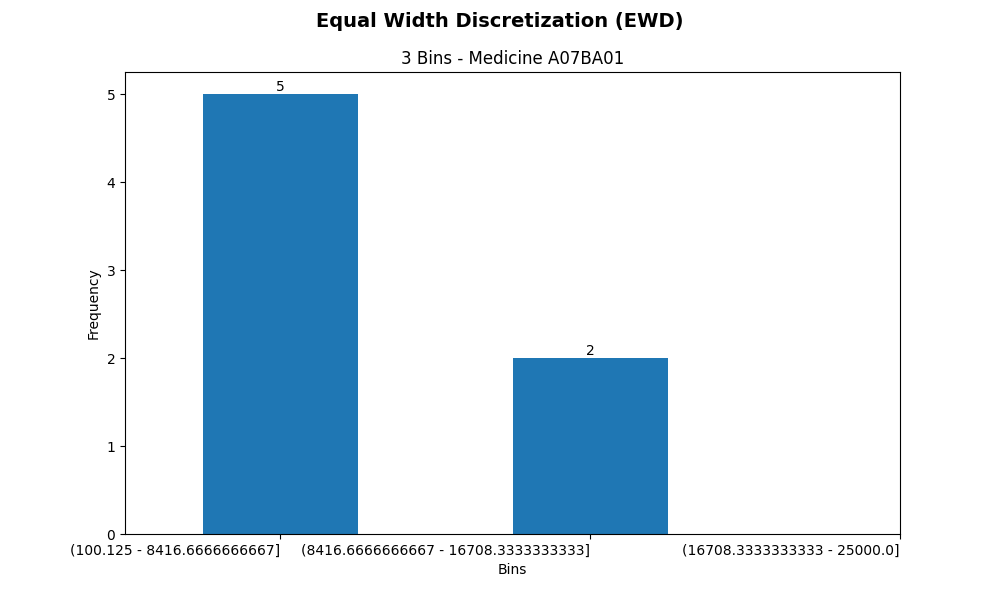 Equal Width Discretization (EWD)
3 Bins - Medicine A07BA01
5
2
Frequency
5
4
3
2
1
0
(100.125 - 8416.6666666667] (8416.6666666667 - 16708.3333333333] (16708.3333333333 - 25000.0]
Bins